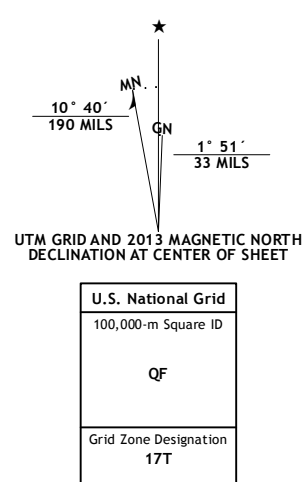 ★
MN
10° 40´
190 MILS
GN
1° 51´
33 MILS
UTM GRID AND 2013 MAGNETIC NORTH
DECLINATION AT CENTER OF SHEET
U.S. National Grid
100,000-m Square ID
QF
Grid Zone Designation
17T